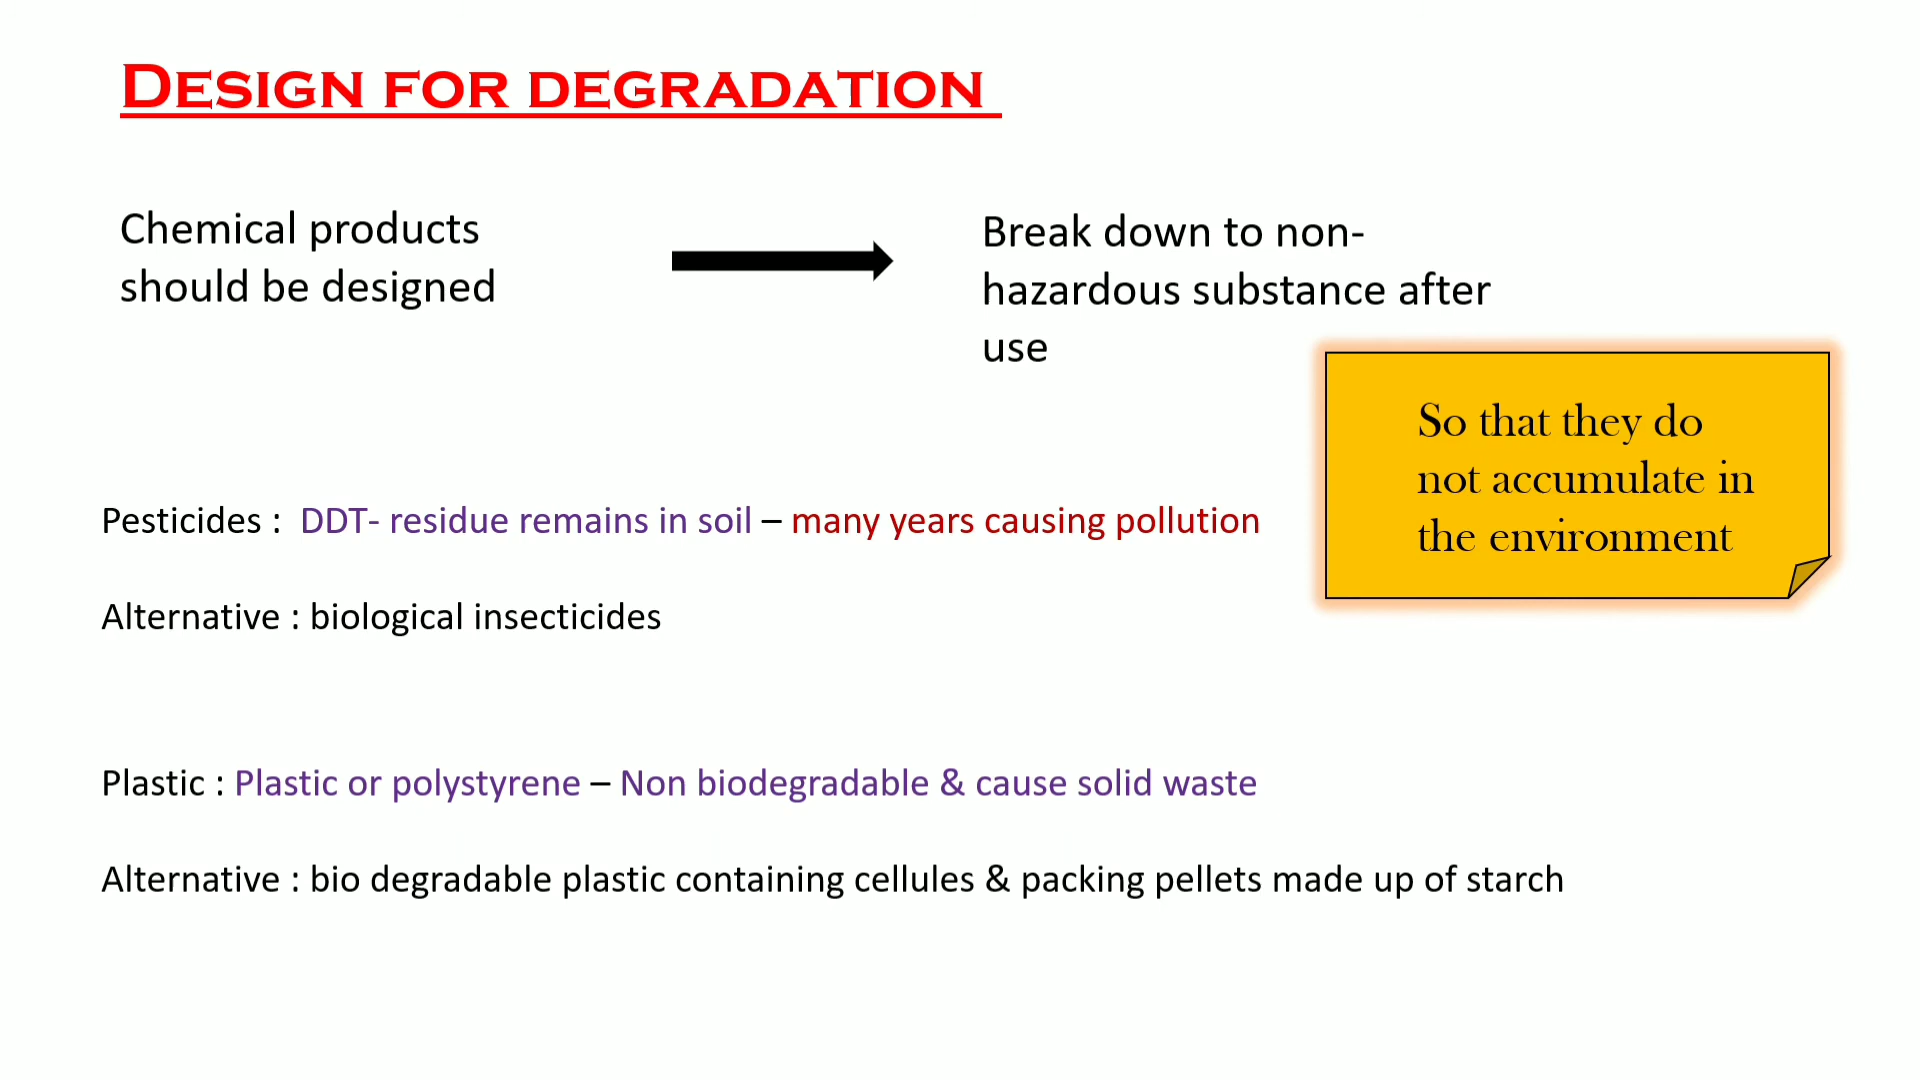 DESIGN FOR DEGRADATION
Chemical products
should be designed
Break down to non-
hazardous substance after
use
So that they do
not accumulate in
the environment
Pesticides : DDT- residue remains in soil – many years causing pollution
Alternative : biological insecticides
Plastic : Plastic or polystyrene – Non biodegradable & cause solid waste
Alternative : bio degradable plastic containing cellules & packing pellets made up of starch